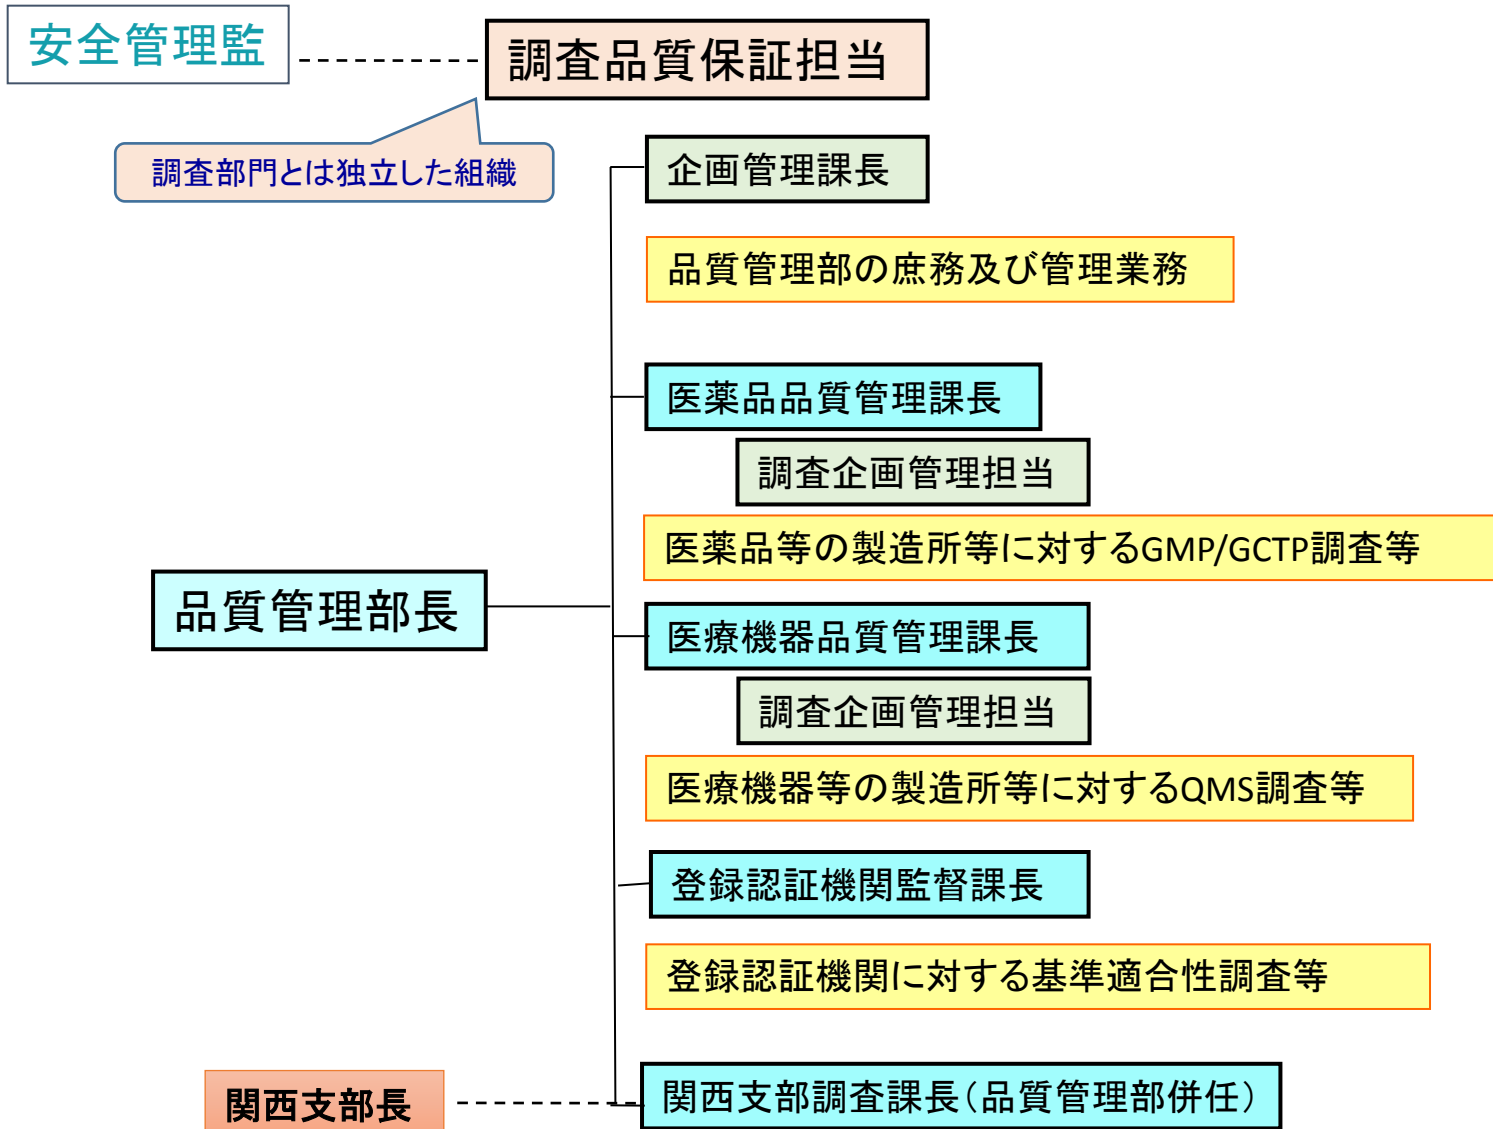 安全管理監
調査品質保証担当
調査部門とは独立した組織
企画管理課長
品質管理部の庶務及び管理業務
医薬品品質管理課長
調査企画管理担当
医薬品等の製造所等に対するGMP/GCTP調査等
品質管理部長
医療機器品質管理課長
調査企画管理担当
医療機器等の製造所等に対するQMS調査等
登録認証機関監督課長
登録認証機関に対する基準適合性調査等
関西支部長
関西支部調査課長(品質管理部併任)